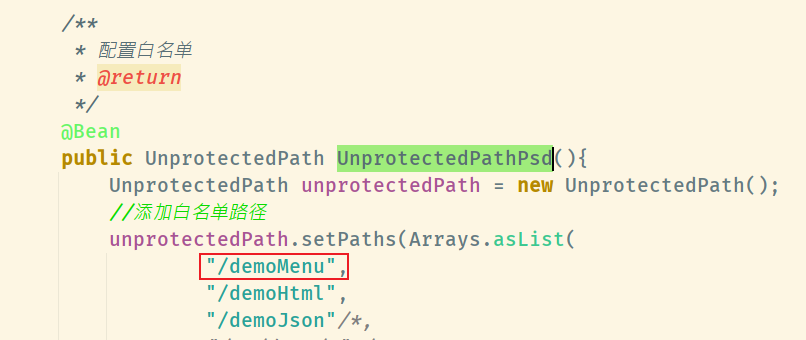 /**
 * 配置白名单
 * @return
 */
@Bean
public UnprotectedPath UnprotectedPathPsd(){
UnprotectedPath unprotectedPath = new UnprotectedPath();
//添加白名单路径
unprotectedPath.setPaths(Arrays.asList(
"/demoMenu",
"/demoHtml",
"/demoJson"/*,